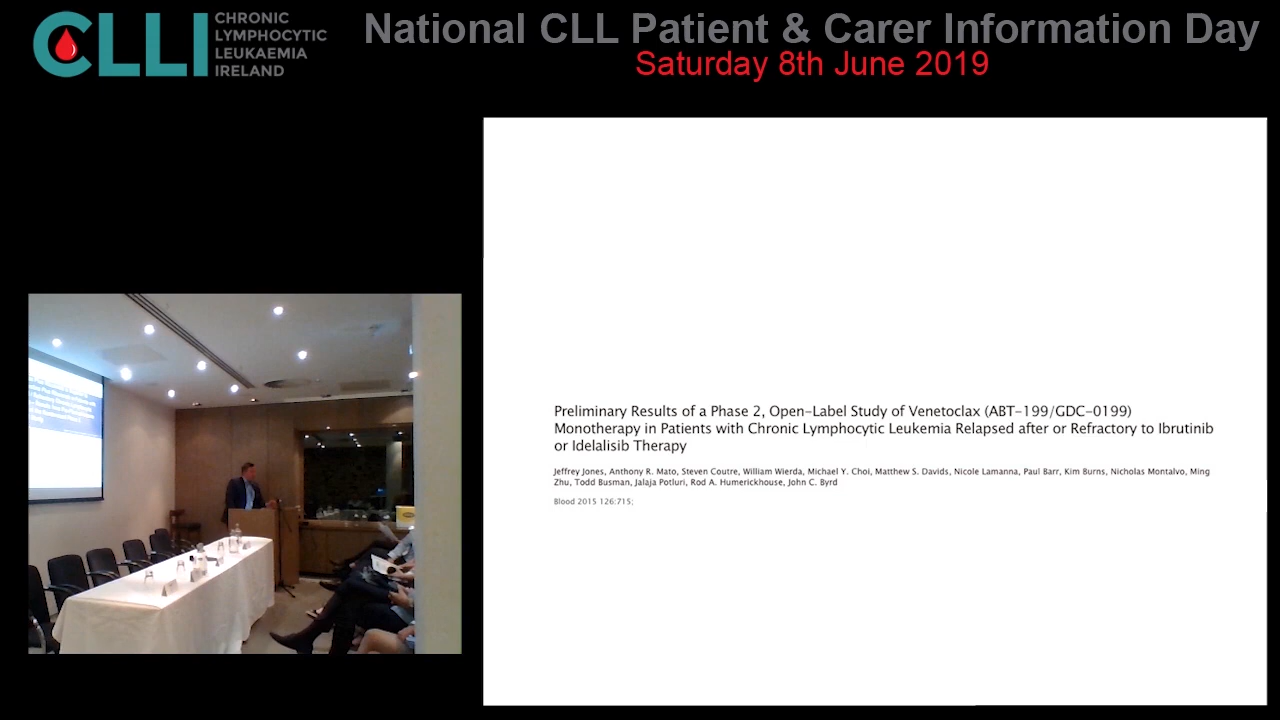 CLLI
CHRONIC
LYMPHOCYTIC
LEUKAEMIA
IRELAND
National CLL Patient & Carer Information Day
Saturday 8th June 2019
Preliminary Results of a Phase 2, Open-Label Study of Venetoclax (ABT-199/GDC-0199)
Monotherapy in Patients with Chronic Lymphocytic Leukemia Relapsed after or Refractory to Ibrutinib
or Idelalisib Therapy
Jeffrey Jones, Anthony R. Mato, Steven Coutre, William Wierda, Michael Y. Choi, Matthew S. Davids, Nicole Lamanna, Paul Barr, Kim Burns, Nicholas Montalvo, Ming
Zhu, Todd Busman, Jalaja Potluri, Rod A. Humerickhouse, John C. Byrd
Blood 2015 126:715;